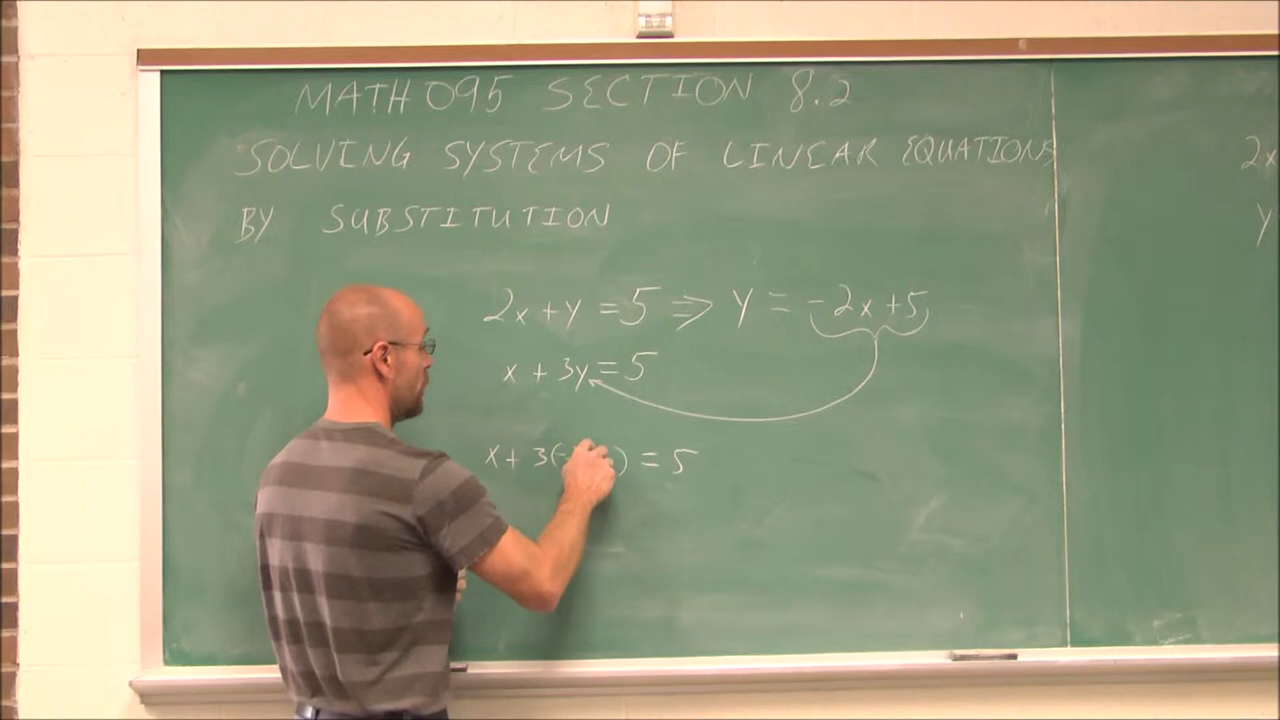 MATH 095 SECTION 8.2
SOLVING SYSTEMS OF LINEAR EQUATIONS
BY SUBSTITUTION
2x + y = 5 ⇒ y = -2x + 5
x + 3y = 5
x + 3(- ) = 5
2x
y